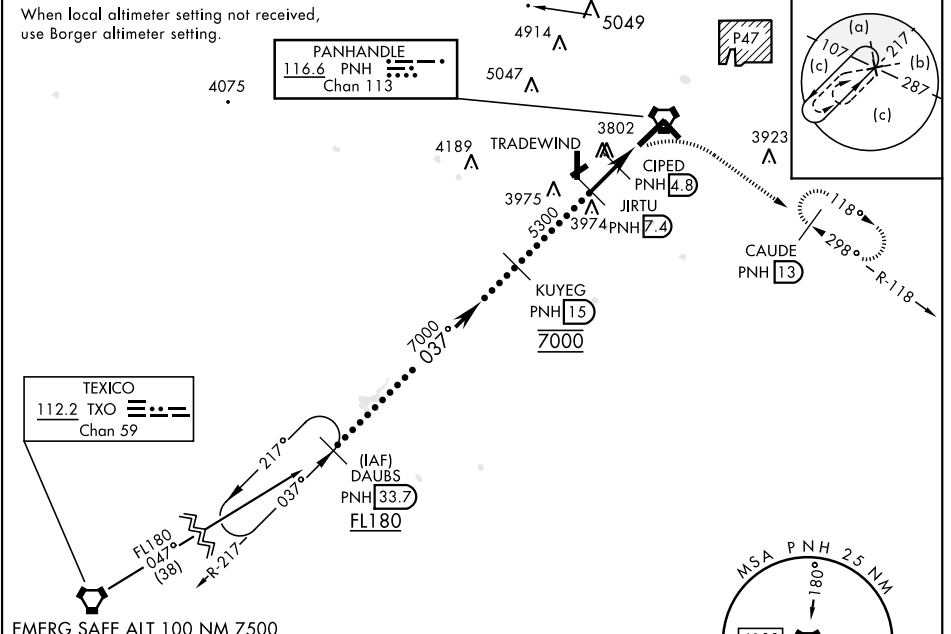 When local altimeter setting not received,
use Borger altimeter setting.
5049
4914
P47
PANHANDLE
116.6 PNH
Chan 113
5047
4075
(a)
107
217
(c)
(b)
287
(c)
3802
TRADEWIND
3923
4189
CIPED
PNH 4.8
3975
JIRTU
3974
PNH 7.4
5300
118°
298°
CAUDE
PNH 13
R-118
KUYEG
PNH 15
7000
7000
037°
TEXICO
112.2 TXO
Chan 59
217°
037°
(IAF)
DAUBS
PNH 33.7
FL180
FL180
047°
(38)
R-217
MSA PNH 25 NM
180°
EMERG SAFE ALT 100 NM 7500